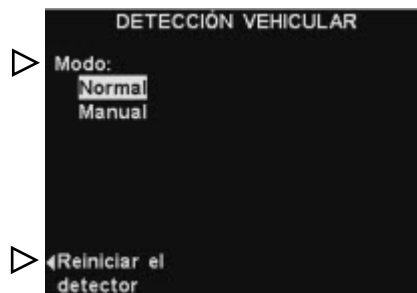 DETECCIÓN VEHICULAR
Modo:
Normal
Manual
Reiniciar el
detector